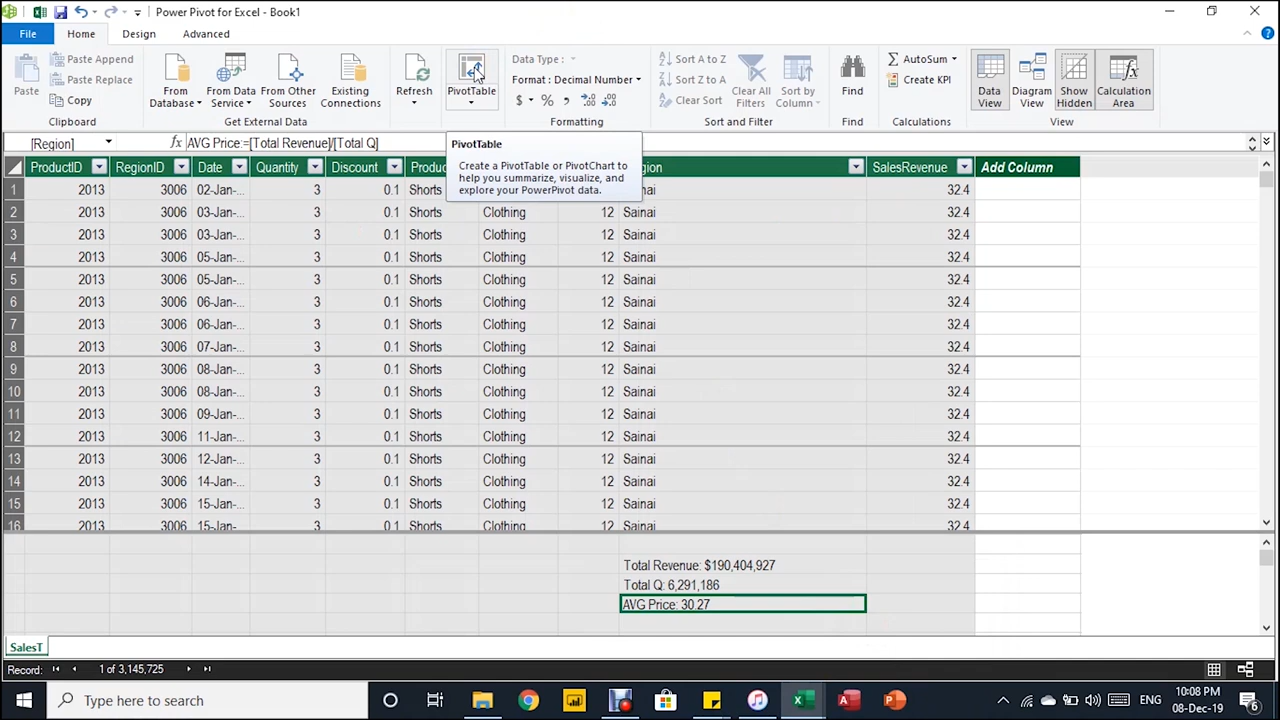 Power Pivot for Excel - Book1
File Home Design Advanced
Paste
Paste Append
Paste Replace
Copy
Clipboard
From Database
From Data Service
From Other Sources
Existing Connections
Get External Data
Refresh
PivotTable
Data Type :
Format : Decimal Number
$ % ,
Formatting
Sort A to Z
Sort Z to A
Clear Sort
Clear All Filters
Sort by Column
Sort and Filter
Find
Find
AutoSum
Create KPI
Calculations
Data View
Diagram View
Show Hidden
Calculation Area
View
[Region] fx AVG Price:=[Total Revenue]/[Total Q]
PivotTable
Create a PivotTable or PivotChart to
help you summarize, visualize, and
explore your PowerPivot data.
ProductID RegionID Date Quantity Discount SalesRevenue Add Column
1 2013 3006 02-Jan-... 3 0.1 Shorts 32.4
2 2013 3006 03-Jan-... 3 0.1 Shorts Clothing 12 Sainai 32.4
3 2013 3006 03-Jan-... 3 0.1 Shorts Clothing 12 Sainai 32.4
4 2013 3006 05-Jan-... 3 0.1 Shorts Clothing 12 Sainai 32.4
5 2013 3006 05-Jan-... 3 0.1 Shorts Clothing 12 Sainai 32.4
6 2013 3006 06-Jan-... 3 0.1 Shorts Clothing 12 Sainai 32.4
7 2013 3006 06-Jan-... 3 0.1 Shorts Clothing 12 Sainai 32.4
8 2013 3006 07-Jan-... 3 0.1 Shorts Clothing 12 Sainai 32.4
9 2013 3006 08-Jan-... 3 0.1 Shorts Clothing 12 Sainai 32.4
10 2013 3006 08-Jan-... 3 0.1 Shorts Clothing 12 Sainai 32.4
11 2013 3006 09-Jan-... 3 0.1 Shorts Clothing 12 Sainai 32.4
12 2013 3006 11-Jan-... 3 0.1 Shorts Clothing 12 Sainai 32.4
13 2013 3006 12-Jan-... 3 0.1 Shorts Clothing 12 Sainai 32.4
14 2013 3006 14-Jan-... 3 0.1 Shorts Clothing 12 Sainai 32.4
15 2013 3006 15-Jan-... 3 0.1 Shorts Clothing 12 Sainai 32.4
16 2013 3006 15-Jan-... 3 0.1 Shorts Clothing 12 Sainai 32.4
Total Revenue: $190,404,927
Total Q: 6,291,186
AVG Price: 30.27
SalesT
Record: 1 of 3,145,725
Type here to search
ENG
10:08 PM
08-Dec-19
6